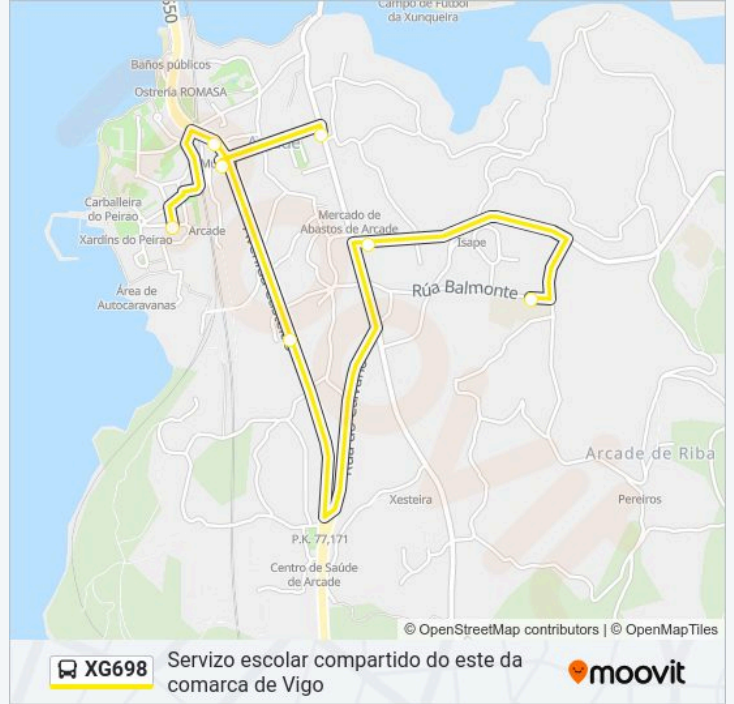 550
Campo de Fútbol
da Xunqueira
Baños públicos
Ostrería ROMASA
Arcade
Carballeira
do Peirao
Xardíns do Peirao
Arcade
Mercado de
Abastos de Arcade
Isape
Rúa Balmonte
Área de
Autocaravanas
Arcade de Riba
Xesteira
Pereiros
P.K. 77,171
Centro de Saúde
de Arcade
© OpenStreetMap contributors | © OpenMapTiles
XG698
Servizo escolar compartido do este da
comarca de Vigo
moovit